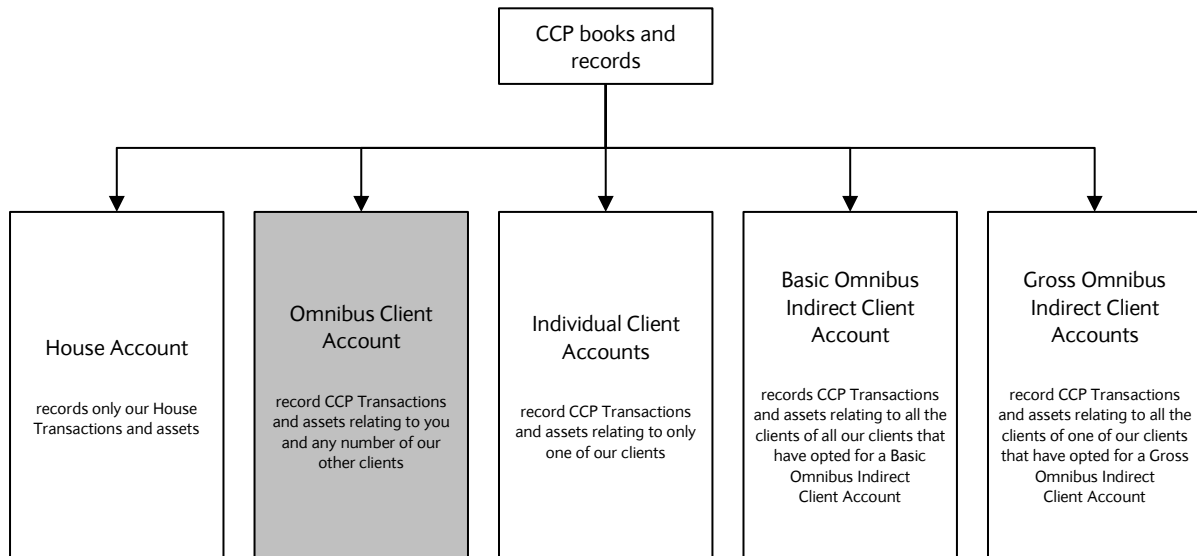 CCP books and
records
House Account
records only our House
Transactions and assets
Omnibus Client
Account
record CCP Transactions
and assets relating to you
and any number of our
other clients
Individual Client
Accounts
record CCP Transactions
and assets relating to only
one of our clients
Basic Omnibus
Indirect Client
Account
records CCP Transactions
and assets relating to all the
clients of all our clients that
have opted for a Basic
Omnibus Indirect
Client Account
Gross Omnibus
Indirect Client
Accounts
record CCP Transactions
and assets relating to all the
clients of one of our clients
that have opted for a Gross
Omnibus Indirect
Client Account